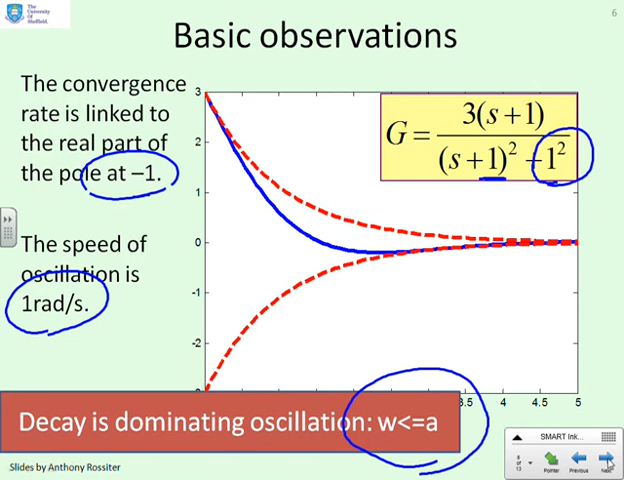 The
University
Of
Sheffield.
6
Basic observations
The convergence
rate is linked to
the real part of
the pole at –1.
The speed of
oscillation is
1rad/s.
G = 3(s+1) / (s+1)² + 1²
3
2
1
0
-1
-2
3.5 4 4.5 5
Decay is dominating oscillation: w<=a
Slides by Anthony Rossiter
SMART Ink...
6
of
13
Pointer Previous Next